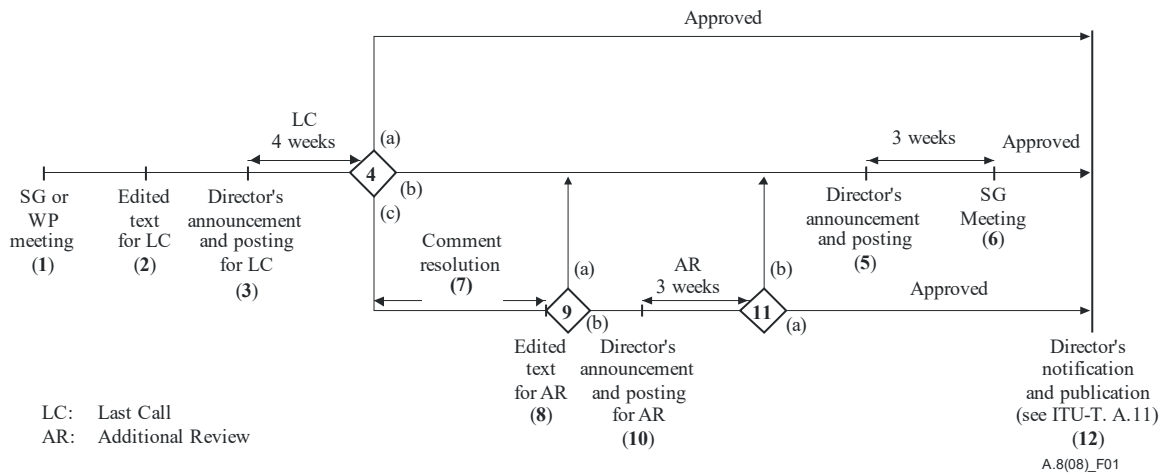 Approved
LC
4 weeks
(a)
3 weeks
Approved
4
(b)
(c)
SG or
WP
meeting
(1)
Edited
text
for LC
(2)
Director's
announcement
and posting
for LC
(3)
Director's
announcement
and posting
(5)
SG
Meeting
(6)
Comment
resolution
(7)
(a)
AR
3 weeks
(b)
Approved
9
(b)
11
(a)
Edited
text
for AR
(8)
Director's
announcement
and posting
for AR
(10)
Director's
notification
and publication
(see ITU-T. A.11)
(12)
LC: Last Call
AR: Additional Review
A.8(08)_F01